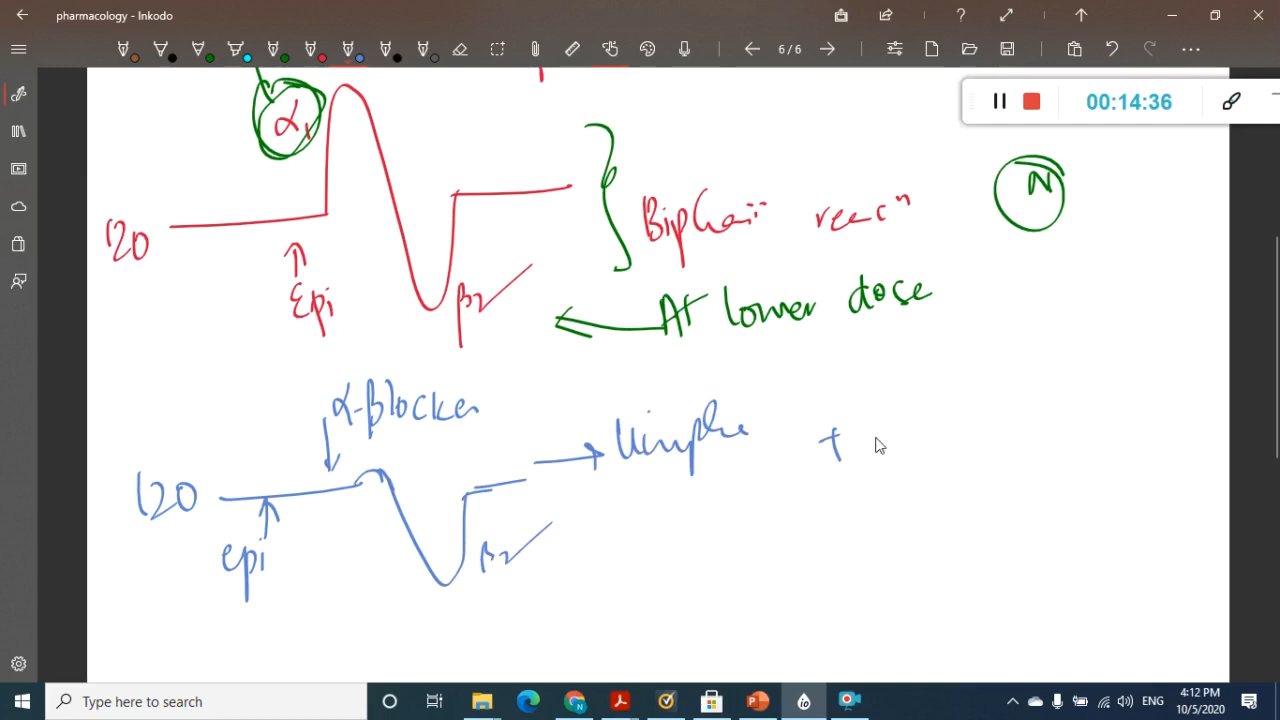 pharmacology - Inkodo
6/6
00:14:36
α1
N
120
Biphasic reacn
Epi
β2
At lower dose
α-Blocker
120
+
epi
β2
Type here to search
ENG
4:12 PM
10/5/2020